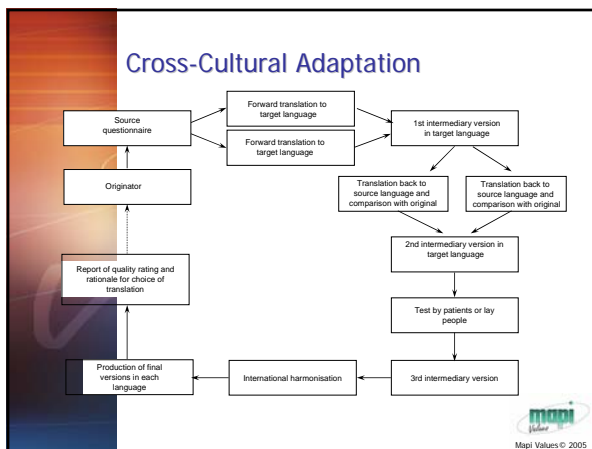 Cross-Cultural Adaptation
Source
questionnaire
Forward translation to
target language
Forward translation to
target language
1st intermediary version
in target language
Translation back to
source language and
comparison with original
Translation back to
source language and
comparison with original
2nd intermediary version in
target language
Test by patients or lay
people
3rd intermediary version
International harmonisation
Production of final
versions in each
language
Report of quality rating and
rationale for choice of
translation
Originator
mapi
Values
Mapi Values© 2005